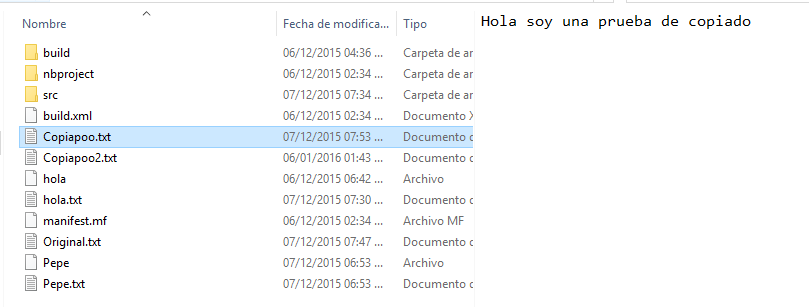 Nombre Fecha de modifica... Tipo
build 06/12/2015 04:36 ... Carpeta de ar
nbproject 06/12/2015 02:34 ... Carpeta de ar
src 07/12/2015 07:34 ... Carpeta de ar
build.xml 06/12/2015 02:34 ... Documento X
Copiapoo.txt 07/12/2015 07:53 ... Documento d
Copiapoo2.txt 06/01/2016 01:43 ... Documento d
hola 06/12/2015 06:42 ... Archivo
hola.txt 07/12/2015 07:30 ... Documento d
manifest.mf 06/12/2015 02:34 ... Archivo MF
Original.txt 07/12/2015 07:47 ... Documento d
Pepe 07/12/2015 06:53 ... Archivo
Pepe.txt 07/12/2015 06:53 ... Documento d
Hola soy una prueba de copiado